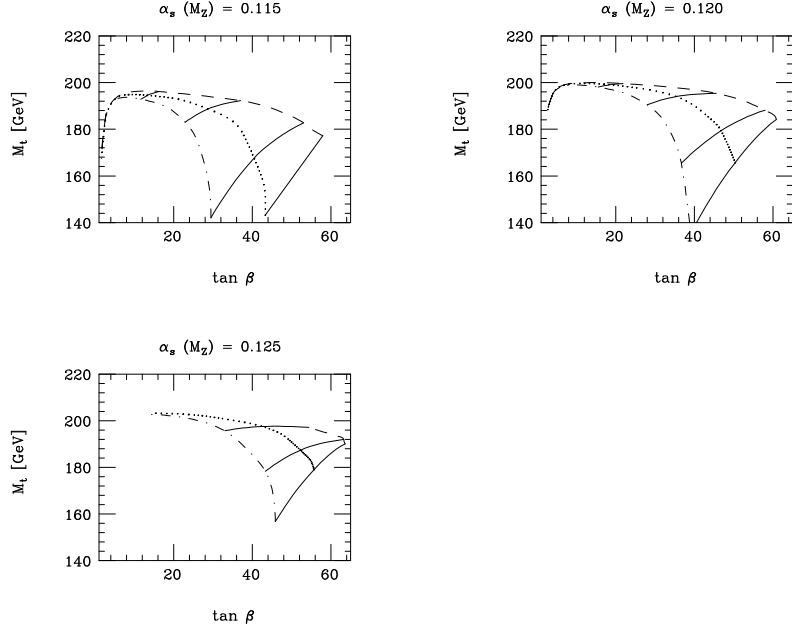 α_s (M_Z) = 0.115
220
200
180
160
140
M_t [GeV]
20
40
60
tan β
α_s (M_Z) = 0.120
220
200
180
160
140
M_t [GeV]
20
40
60
tan β
α_s (M_Z) = 0.125
220
200
180
160
140
M_t [GeV]
20
40
60
tan β